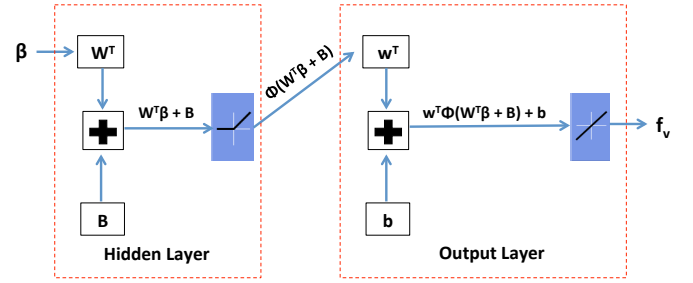 β
Wᵀ
Wᵀβ + B
B
Hidden Layer
Φ(Wᵀβ + B)
wᵀ
wᵀΦ(Wᵀβ + B) + b
b
Output Layer
fᵥ